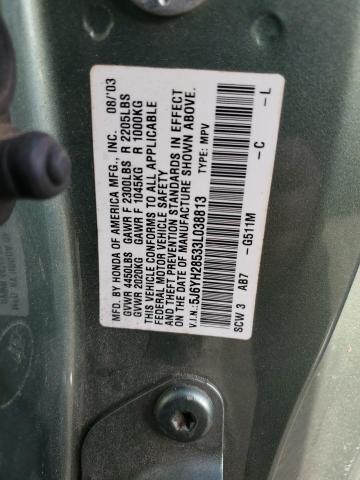 MFD. BY HONDA OF AMERICA MFG., INC. 08/03
GVWR 4450LBS GAWR F 2300LBS R 2205LBS
GVWR 2020KG GAWR F 1045KG R 1000KG
THIS VEHICLE CONFORMS TO ALL APPLICABLE
FEDERAL MOTOR VEHICLE SAFETY
AND THEFT PREVENTION STANDARDS IN EFFECT
ON THE DATE OF MANUFACTURE SHOWN ABOVE.
V.I.N.: 5J6YH28533L038813 TYPE: MPV
SCW 3 AB7 -G511M -C -L